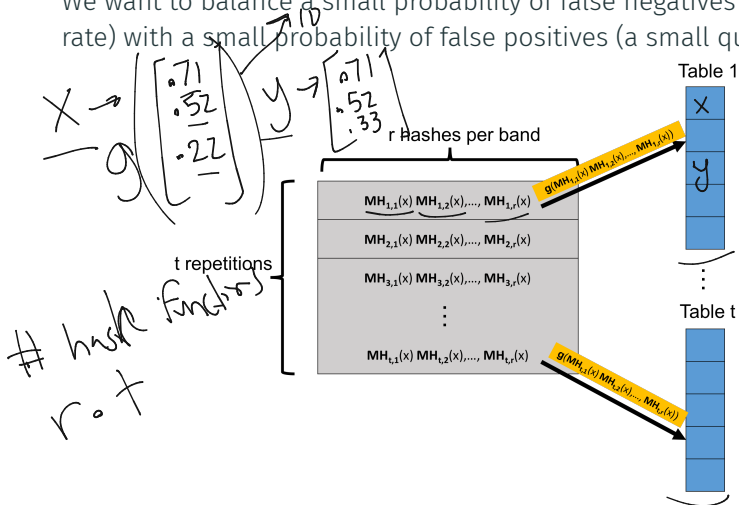 We want to balance a small probability of false negatives
rate) with a small probability of false positives (a small qu
10
x → g( [.71 .52 .22] ) y → [.71 .52 .33]
Table 1
x
y
r hashes per band
g(MH1,1(x) MH1,2(x),..., MH1,r(x))
MH1,1(x) MH1,2(x),..., MH1,r(x)
MH2,1(x) MH2,2(x),..., MH2,r(x)
t repetitions
MH3,1(x) MH3,2(x),..., MH3,r(x)
⋮
MHt,1(x) MHt,2(x),..., MHt,r(x)
# hash functions
r · t
⋮
Table t
g(MHt,1(x) MHt,2(x),..., MHt,r(x))